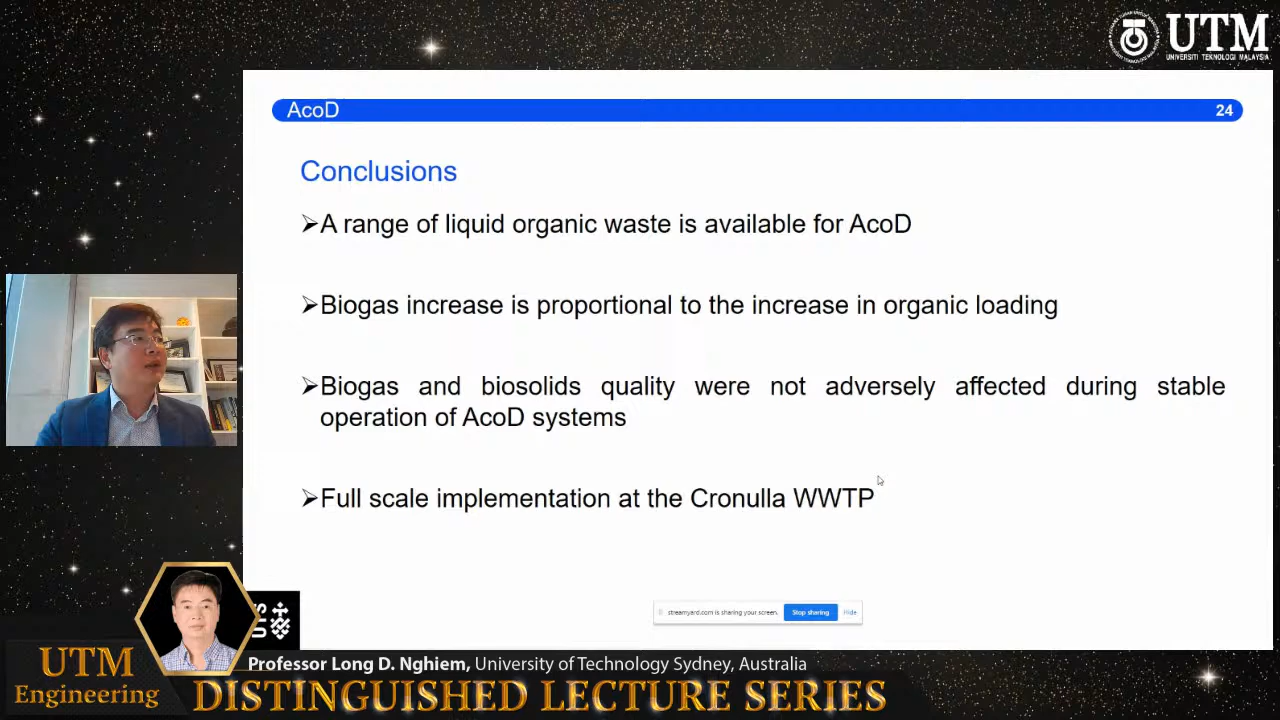 UTM
UNIVERSITI TEKNOLOGI MALAYSIA
AcoD
24
Conclusions
➢A range of liquid organic waste is available for AcoD
➢Biogas increase is proportional to the increase in organic loading
➢Biogas and biosolids quality were not adversely affected during stable
operation of AcoD systems
➢Full scale implementation at the Cronulla WWTP
streamyard.com is sharing your screen.
Stop sharing
Hide
UTS
UTM
Engineering
Professor Long D. Nghiem, University of Technology Sydney, Australia
DISTINGUISHED LECTURE SERIES